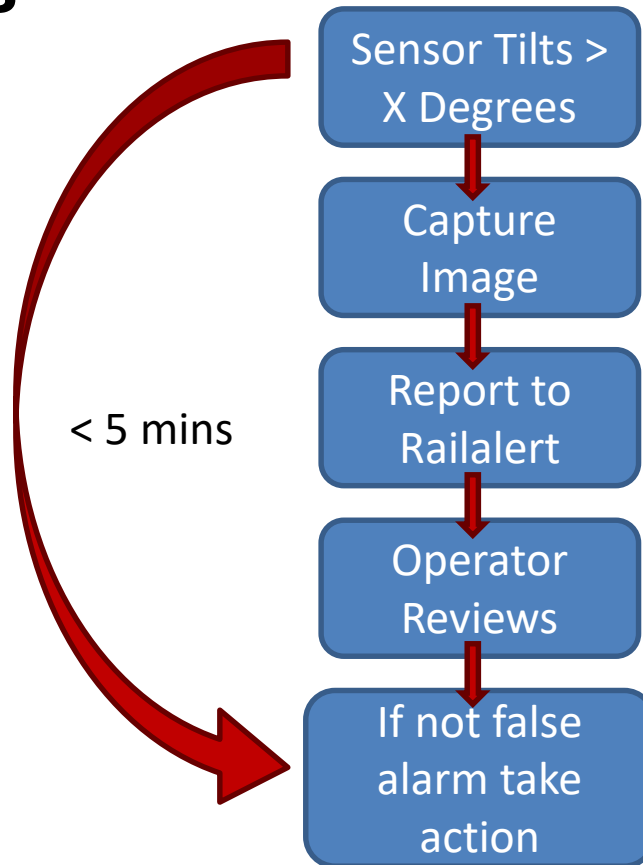 Sensor Tilts >
X Degrees
Capture
Image
Report to
Railalert
< 5 mins
Operator
Reviews
If not false
alarm take
action